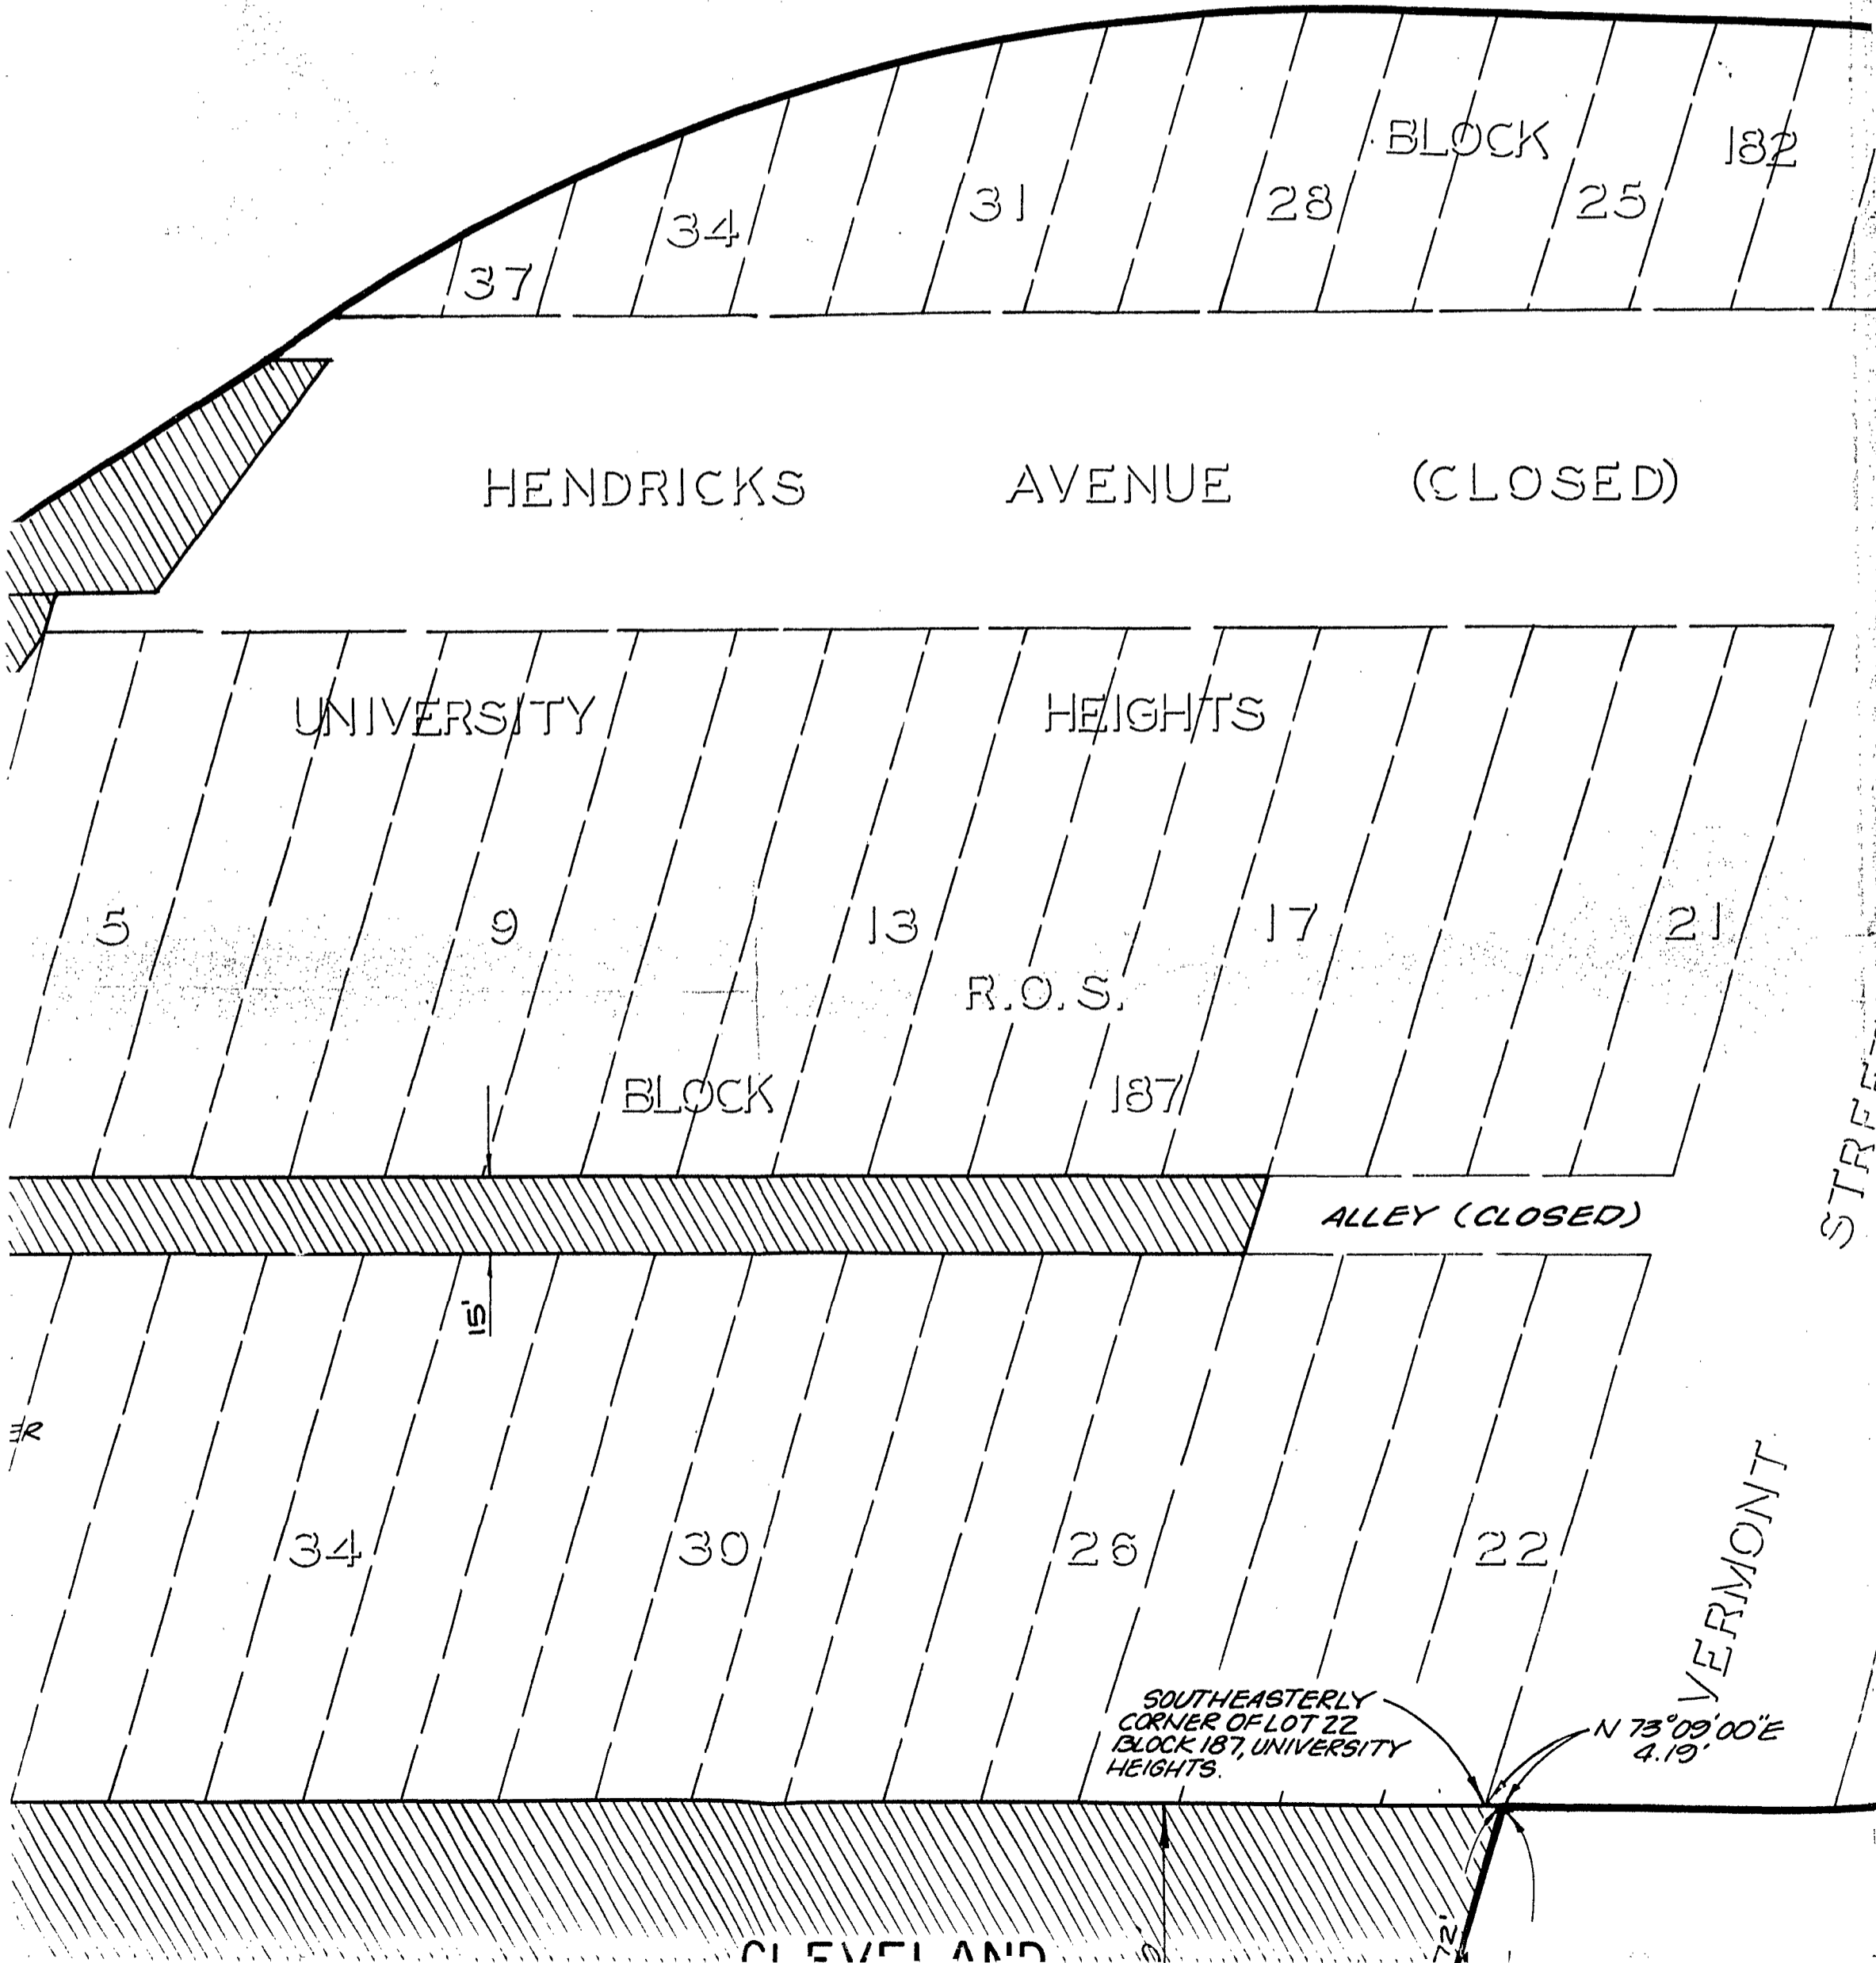 BLOCK 182
37 34 31 28 25
HENDRICKS AVENUE (CLOSED)
UNIVERSITY HEIGHTS
5 9 13 17 21
R.O.S.
BLOCK 187
ALLEY (CLOSED)
15'
34 30 26 22
VERMONT
SOUTHEASTERLY
CORNER OF LOT 22
BLOCK 187, UNIVERSITY
HEIGHTS.
N 73°09'00"E
4.19'
CLEVELAND